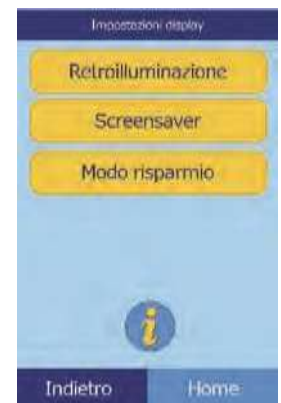 Impostazioni display
Retroilluminazione
Screensaver
Modo risparmio
i
Indietro Home